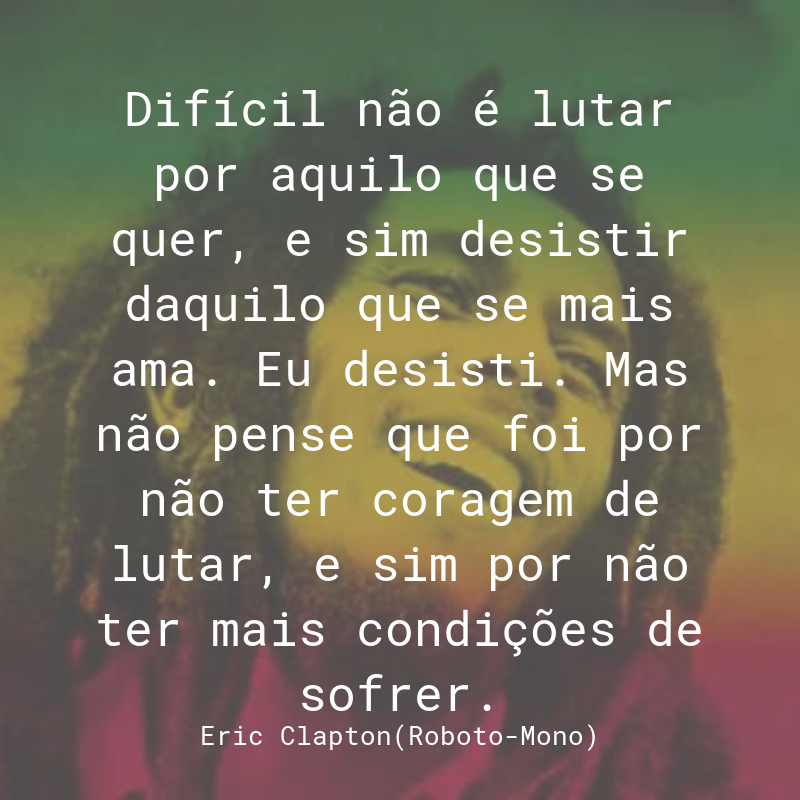 Difícil não é lutar
por aquilo que se
quer, e sim desistir
daquilo que se mais
ama. Eu desisti. Mas
não pense que foi por
não ter coragem de
lutar, e sim por não
ter mais condições de
sofrer.
Eric Clapton(Roboto-Mono)